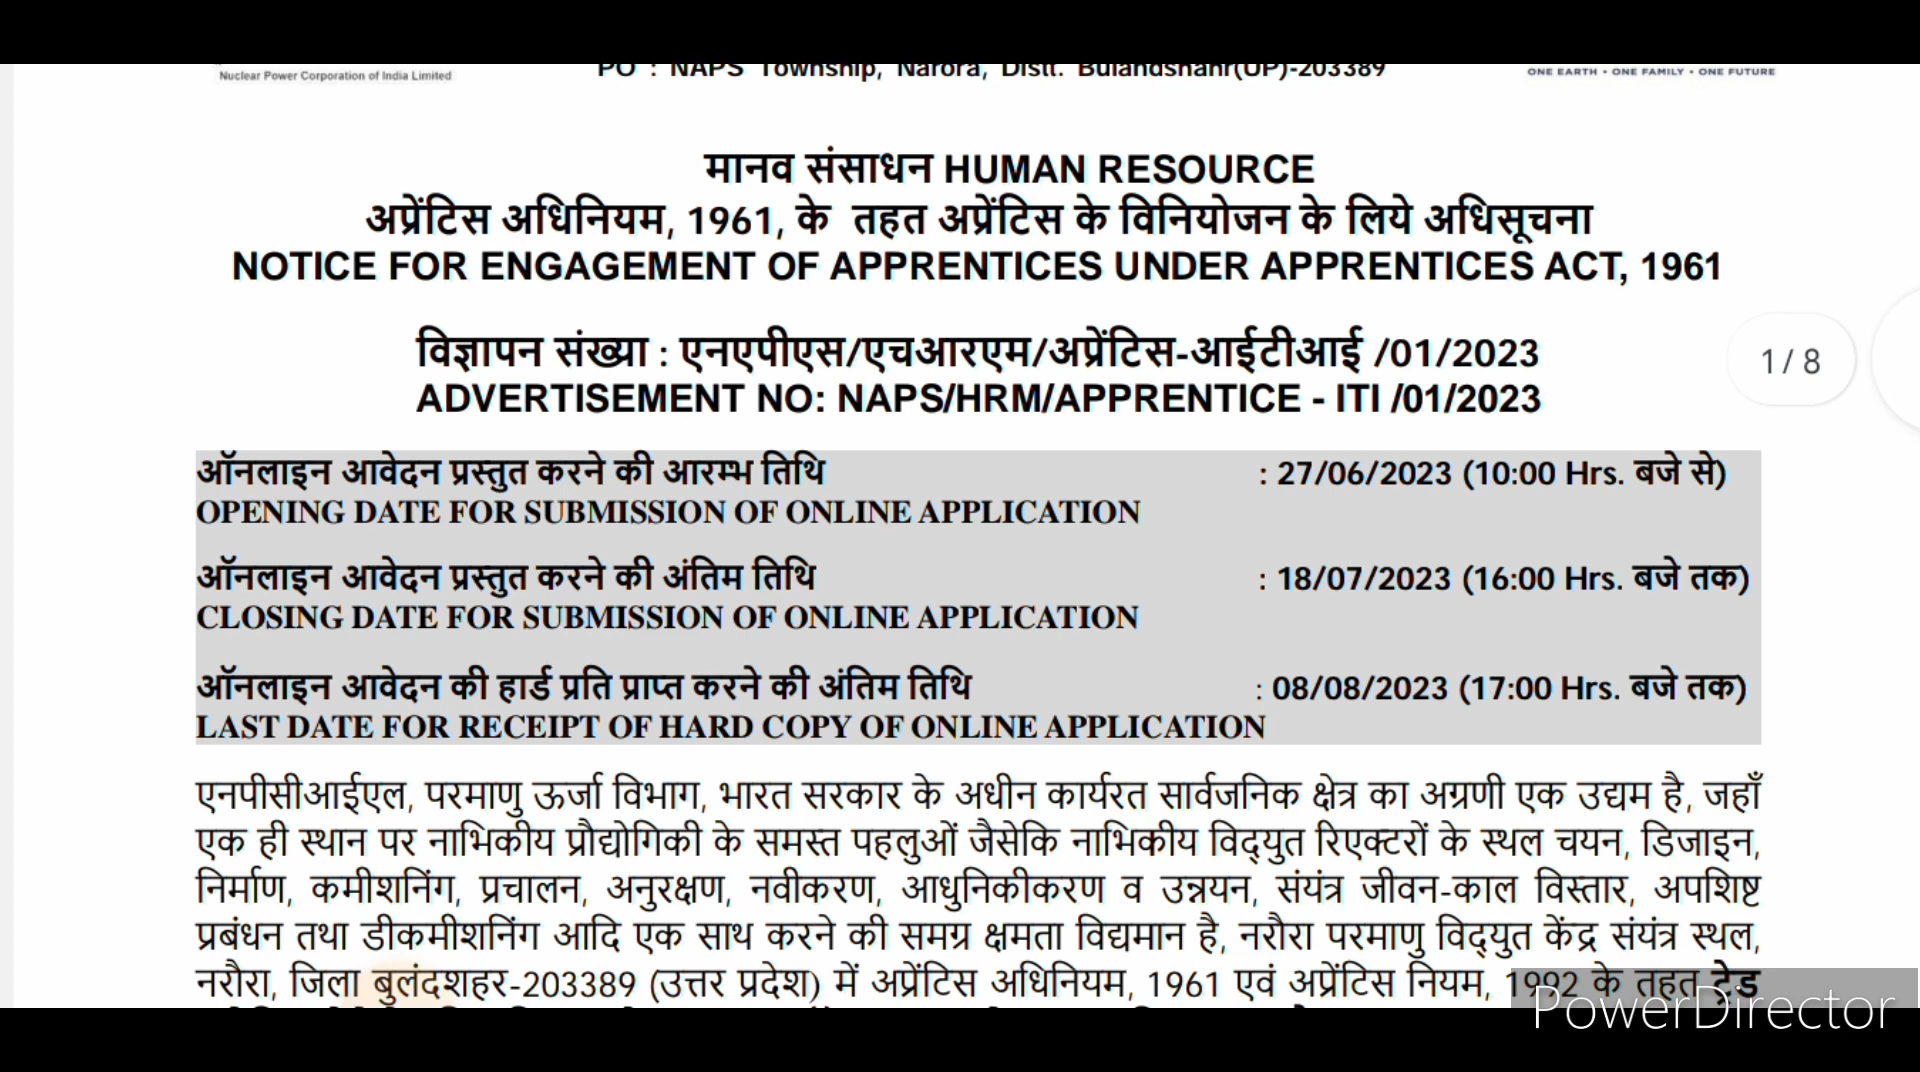 Nuclear Power Corporation of India Limited
PO : NAPS Township, Narora, Distt. Bulandshahr(UP)-203389
ONE EARTH • ONE FAMILY • ONE FUTURE
मानव संसाधन HUMAN RESOURCE
अप्रेंटिस अधिनियम, 1961, के तहत अप्रेंटिस के विनियोजन के लिये अधिसूचना
NOTICE FOR ENGAGEMENT OF APPRENTICES UNDER APPRENTICES ACT, 1961
विज्ञापन संख्या : एनएपीएस/एचआरएम/अप्रेंटिस-आईटीआई /01/2023
1 / 8
ADVERTISEMENT NO: NAPS/HRM/APPRENTICE - ITI /01/2023
ऑनलाइन आवेदन प्रस्तुत करने की आरम्भ तिथि : 27/06/2023 (10:00 Hrs. बजे से)
OPENING DATE FOR SUBMISSION OF ONLINE APPLICATION
ऑनलाइन आवेदन प्रस्तुत करने की अंतिम तिथि : 18/07/2023 (16:00 Hrs. बजे तक)
CLOSING DATE FOR SUBMISSION OF ONLINE APPLICATION
ऑनलाइन आवेदन की हार्ड प्रति प्राप्त करने की अंतिम तिथि : 08/08/2023 (17:00 Hrs. बजे तक)
LAST DATE FOR RECEIPT OF HARD COPY OF ONLINE APPLICATION
एनपीसीआईएल, परमाणु ऊर्जा विभाग, भारत सरकार के अधीन कार्यरत सार्वजनिक क्षेत्र का अग्रणी एक उद्यम है, जहाँ
एक ही स्थान पर नाभिकीय प्रौद्योगिकी के समस्त पहलुओं जैसेकि नाभिकीय विद्युत रिएक्टरों के स्थल चयन, डिजाइन,
निर्माण, कमीशनिंग, प्रचालन, अनुरक्षण, नवीकरण, आधुनिकीकरण व उन्नयन, संयंत्र जीवन-काल विस्तार, अपशिष्ट
प्रबंधन तथा डीकमीशनिंग आदि एक साथ करने की समग्र क्षमता विद्यमान है, नरौरा परमाणु विद्युत केंद्र संयंत्र स्थल,
नरौरा, जिला बुलंदशहर-203389 (उत्तर प्रदेश) में अप्रेंटिस अधिनियम, 1961 एवं अप्रेंटिस नियम, 1992 के तहत ट्रेड
PowerDirector